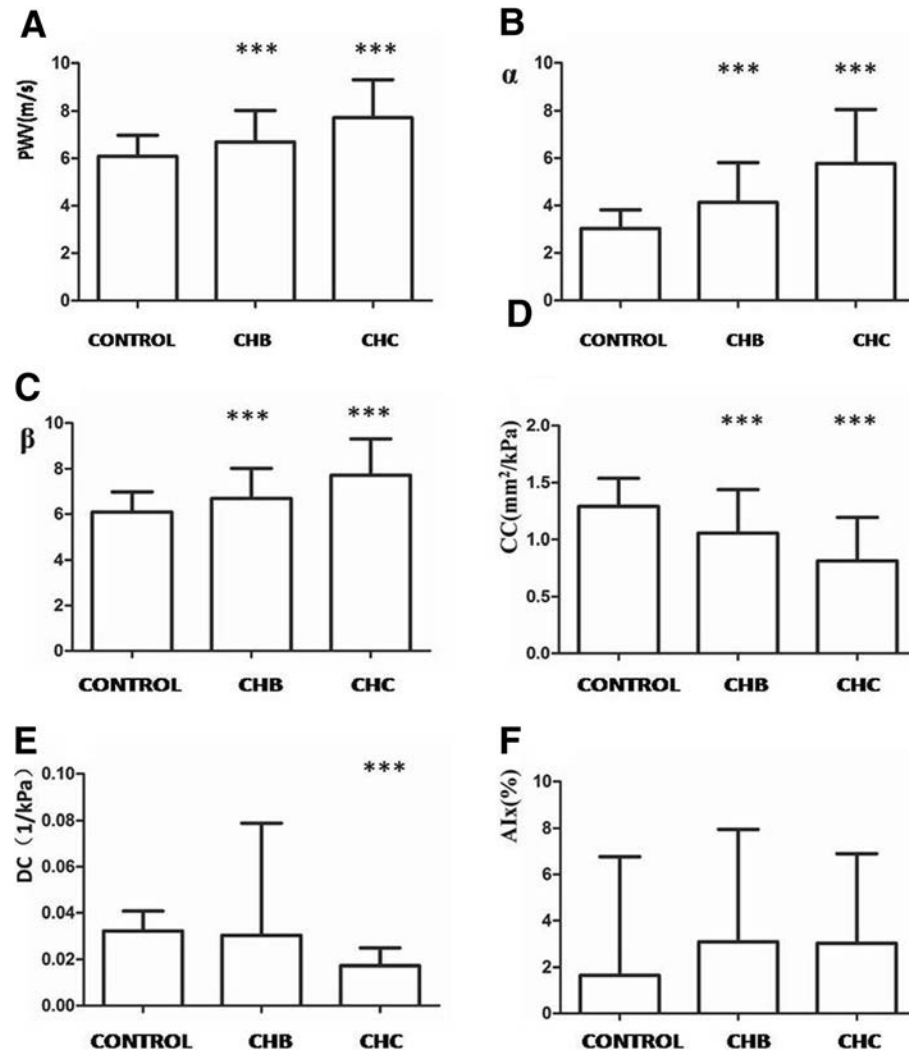 A
PWV(m/s)
*** ***
10
8
6
4
2
0
CONTROL CHB CHC
B
α
*** ***
10
8
6
4
2
0
CONTROL CHB CHC
C
β
*** ***
10
8
6
4
2
0
CONTROL CHB CHC
D
CC(mm²/kPa)
*** ***
2.0
1.5
1.0
0.5
0.0
CONTROL CHB CHC
E
DC（1/kPa）
***
0.10
0.08
0.06
0.04
0.02
0.00
CONTROL CHB CHC
F
AIx(%)
10
8
6
4
2
0
CONTROL CHB CHC